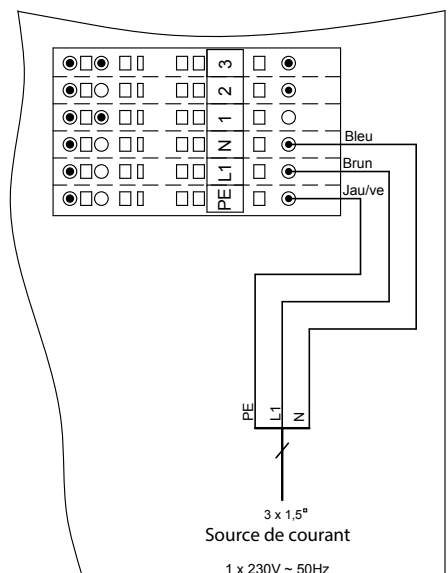 3
2
1
N
L1
PE
Bleu
Brun
Jau/ve
PE
L1
N
3 x 1,5¤
Source de courant
1 x 230V ~ 50Hz